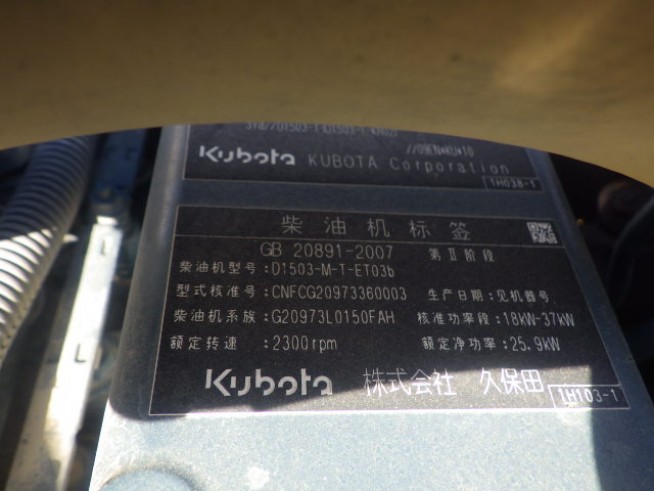 Kubota KUBOTA Corporation
1H038-1
柴油机标签
GB 20891-2007 第Ⅱ阶段
柴油机型号:D1503-M-T-ET03b
型式核准号:CNFCG20973360003 生产日期:见机器号
柴油机系族:G20973L0150FAH 核准功率段:18kW-37kW
额定转速:2300rpm 额定净功率:25.9kW
Kubota 株式会社 久保田
1H103-1